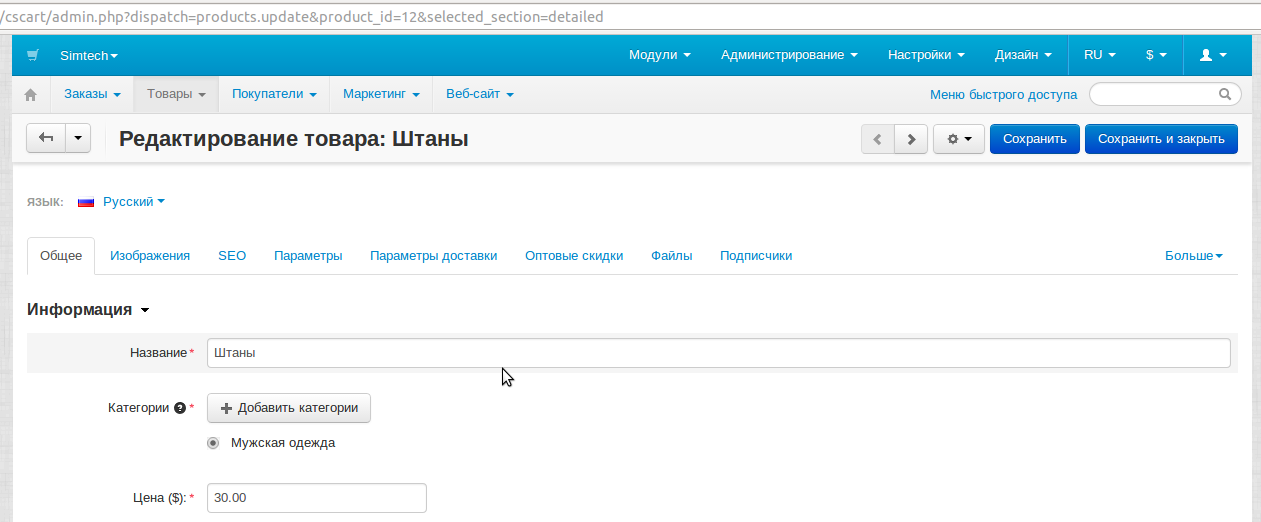 /cscart/admin.php?dispatch=products.update&product_id=12&selected_section=detailed
Simtech Модули Администрирование Настройки Дизайн RU $
Заказы Товары Покупатели Маркетинг Веб-сайт Меню быстрого доступа
Редактирование товара: Штаны Сохранить Сохранить и закрыть
ЯЗЫК: Русский
Общее Изображения SEO Параметры Параметры доставки Оптовые скидки Файлы Подписчики Больше
Информация
Название* Штаны
Категории ? * Добавить категории
Мужская одежда
Цена ($):* 30.00